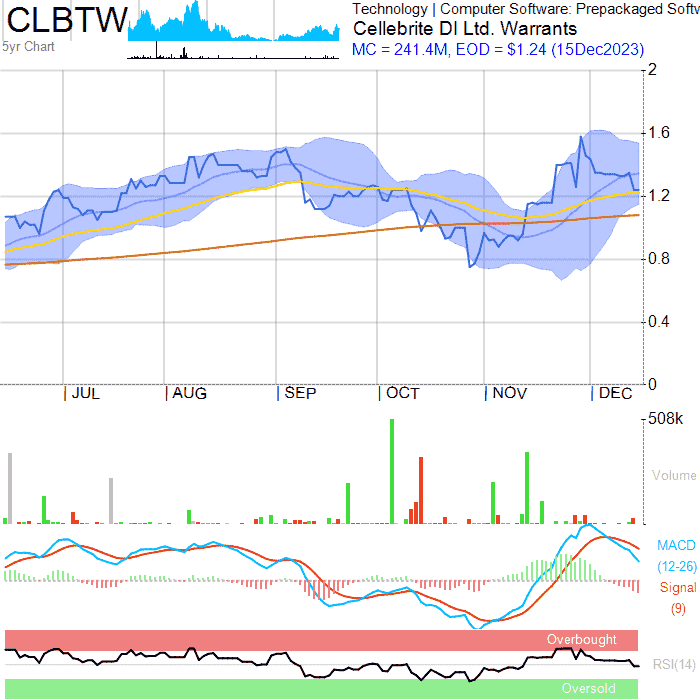 CLBTW
5yr Chart
Technology | Computer Software: Prepackaged Softw
Cellebrite DI Ltd. Warrants
MC = 241.4M, EOD = $1.24 (15Dec2023)
2
1.6
1.2
0.8
0.4
0
JUL AUG SEP OCT NOV DEC
508k
Volume
MACD
(12-26)
Signal
(9)
Overbought
RSI(14)
Oversold